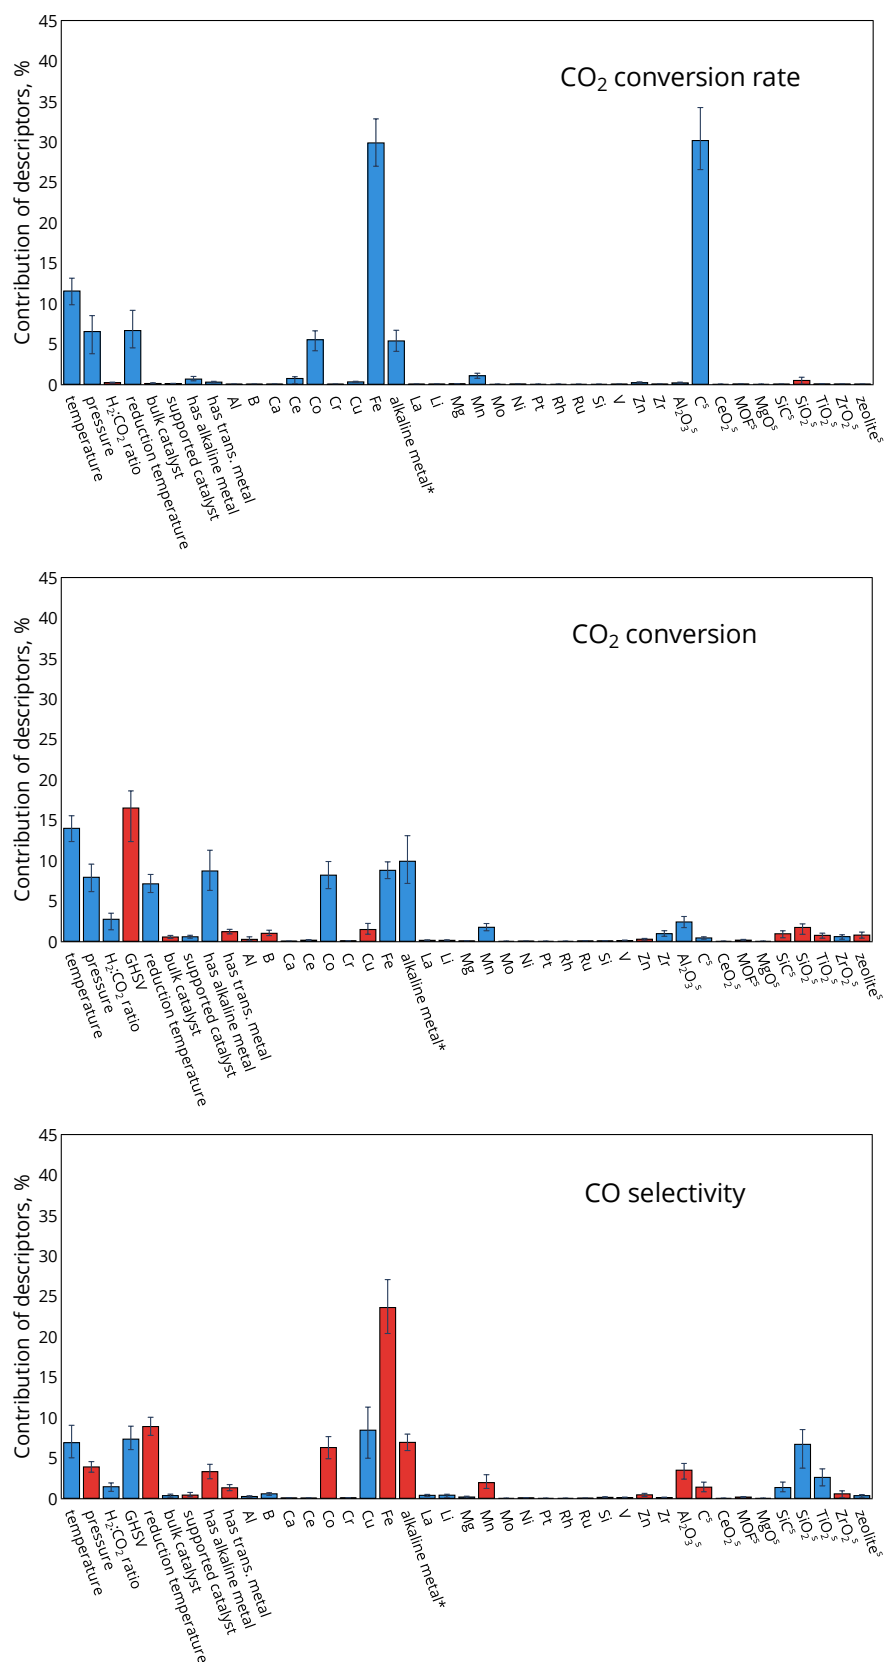 CO₂ conversion rate
Contribution of descriptors, %
45
40
35
30
25
20
15
10
5
0
temperature
pressure
H₂:CO₂ ratio
reduction temperature
bulk catalyst
supported catalyst
has alkaline metal
has trans. metal
Al
B
Ca
Ce
Co
Cr
Cu
Fe
alkaline metal*
La
Li
Mg
Mn
Mo
Ni
Pt
Rh
Ru
Si
V
Zn
Zr
Al₂O₃ˢ
Cˢ
CeO₂ˢ
MOFˢ
MgOˢ
SiCˢ
SiO₂ˢ
TiO₂ˢ
ZrO₂ˢ
zeoliteˢ
CO₂ conversion
Contribution of descriptors, %
45
40
35
30
25
20
15
10
5
0
temperature
pressure
H₂:CO₂ ratio
GHSV
reduction temperature
bulk catalyst
supported catalyst
has alkaline metal
has trans. metal
Al
B
Ca
Ce
Co
Cr
Cu
Fe
alkaline metal*
La
Li
Mg
Mn
Mo
Ni
Pt
Rh
Ru
Si
V
Zn
Zr
Al₂O₃ˢ
Cˢ
CeO₂ˢ
MOFˢ
MgOˢ
SiCˢ
SiO₂ˢ
TiO₂ˢ
ZrO₂ˢ
zeoliteˢ
CO selectivity
Contribution of descriptors, %
45
40
35
30
25
20
15
10
5
0
temperature
pressure
H₂:CO₂ ratio
GHSV
reduction temperature
bulk catalyst
supported catalyst
has alkaline metal
has trans. metal
Al
B
Ca
Ce
Co
Cr
Cu
Fe
alkaline metal*
La
Li
Mg
Mn
Mo
Ni
Pt
Rh
Ru
Si
V
Zn
Zr
Al₂O₃ˢ
Cˢ
CeO₂ˢ
MOFˢ
MgOˢ
SiCˢ
SiO₂ˢ
TiO₂ˢ
ZrO₂ˢ
zeoliteˢ